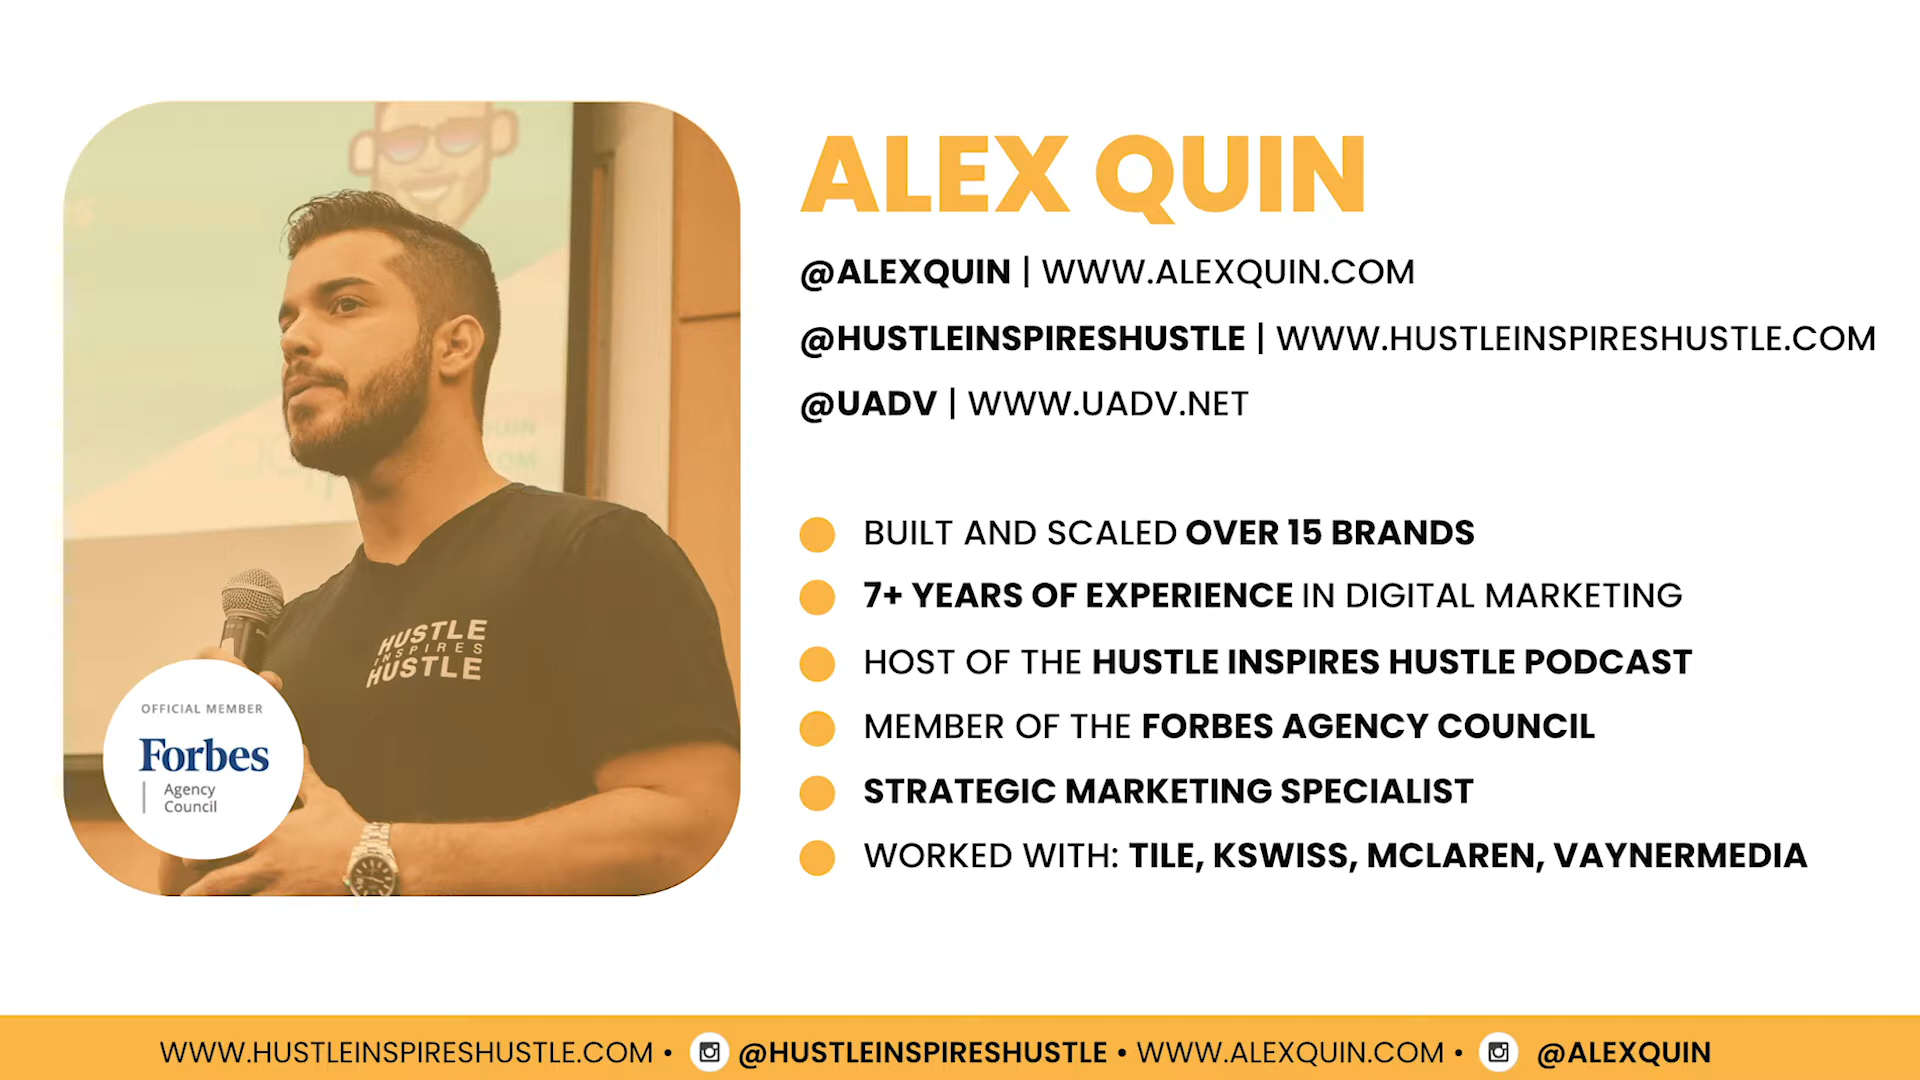 ALEX QUIN
@ALEXQUIN | WWW.ALEXQUIN.COM
@HUSTLEINSPIRESHUSTLE | WWW.HUSTLEINSPIRESHUSTLE.COM
@UADV | WWW.UADV.NET
BUILT AND SCALED OVER 15 BRANDS
7+ YEARS OF EXPERIENCE IN DIGITAL MARKETING
HOST OF THE HUSTLE INSPIRES HUSTLE PODCAST
MEMBER OF THE FORBES AGENCY COUNCIL
STRATEGIC MARKETING SPECIALIST
WORKED WITH: TILE, KSWISS, MCLAREN, VAYNERMEDIA
HUSTLE
INSPIRES
HUSTLE
OFFICIAL MEMBER
Forbes
Agency
Council
WWW.HUSTLEINSPIRESHUSTLE.COM • @HUSTLEINSPIRESHUSTLE • WWW.ALEXQUIN.COM • @ALEXQUIN